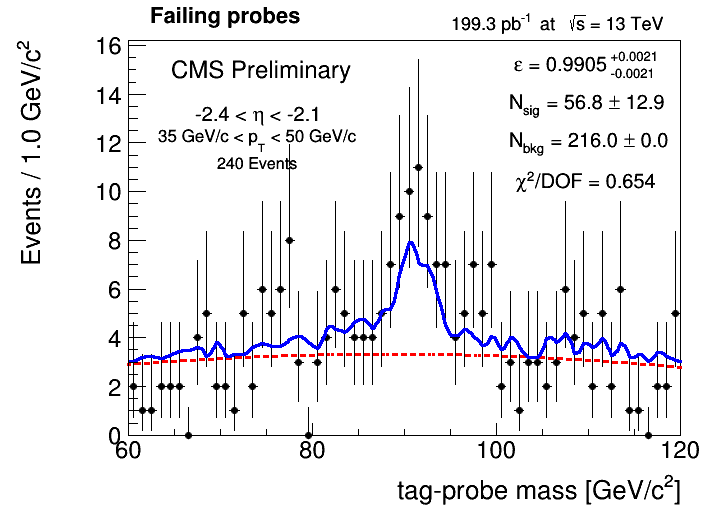 Failing probes
199.3 pb⁻¹ at √s = 13 TeV
CMS Preliminary
-2.4 < η < -2.1
35 GeV/c < p_T < 50 GeV/c
240 Events
ε = 0.9905 +0.0021 -0.0021
N_sig = 56.8 ± 12.9
N_bkg = 216.0 ± 0.0
χ²/DOF = 0.654
Events / 1.0 GeV/c²
16
14
12
10
8
6
4
2
0
60 80 100 120
tag-probe mass [GeV/c²]